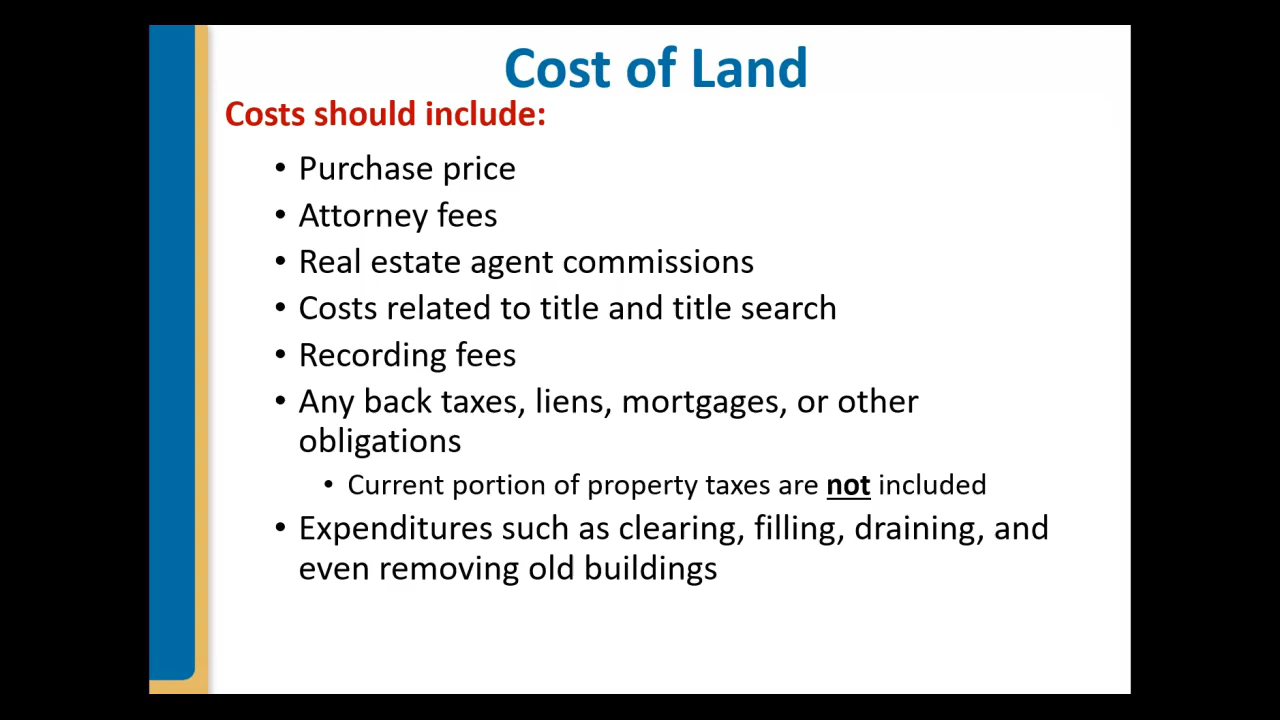 Cost of Land
Costs should include:
• Purchase price
• Attorney fees
• Real estate agent commissions
• Costs related to title and title search
• Recording fees
• Any back taxes, liens, mortgages, or other
obligations
• Current portion of property taxes are not included
• Expenditures such as clearing, filling, draining, and
even removing old buildings